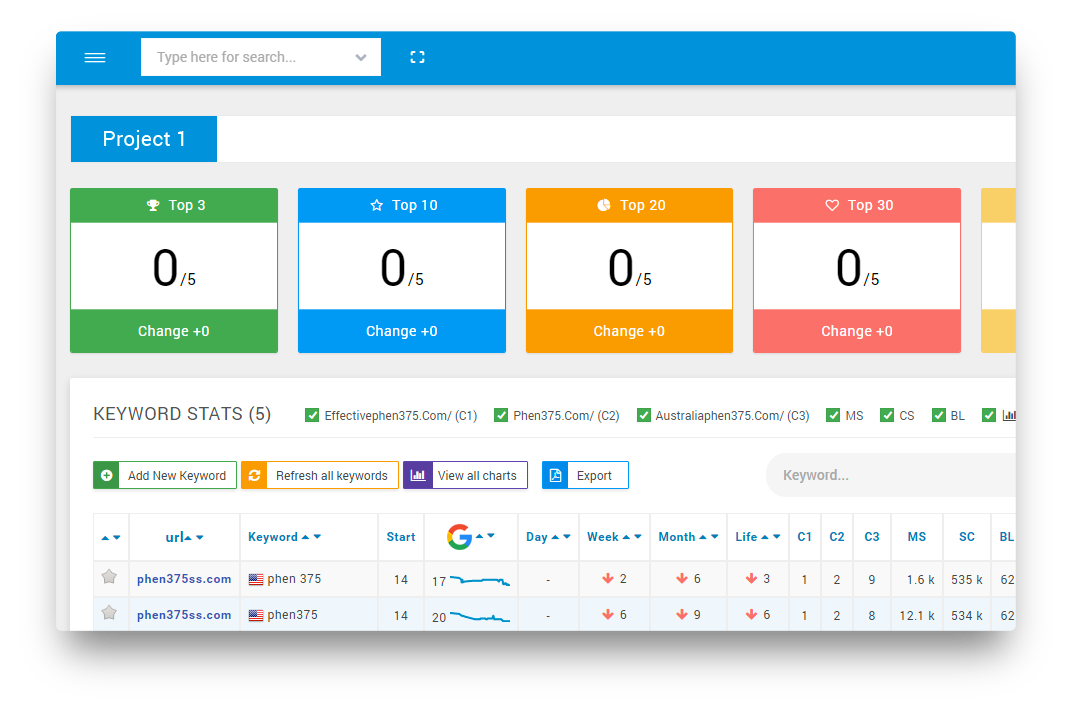 Type here for search...
Project 1
Top 3 Top 10 Top 20 Top 30
0/5 0/5 0/5 0/5
Change +0 Change +0 Change +0 Change +0
KEYWORD STATS (5) Effectivephen375.Com/ (C1) Phen375.Com/ (C2) Australiaphen375.Com/ (C3) MS CS BL
Add New Keyword Refresh all keywords View all charts Export Keyword...
url Keyword Start G Day Week Month Life C1 C2 C3 MS SC BL
phen375ss.com phen 375 14 17 - 2 6 3 1 2 9 1.6 k 535 k 62
phen375ss.com phen375 14 20 - 6 9 6 1 2 8 12.1 k 534 k 62